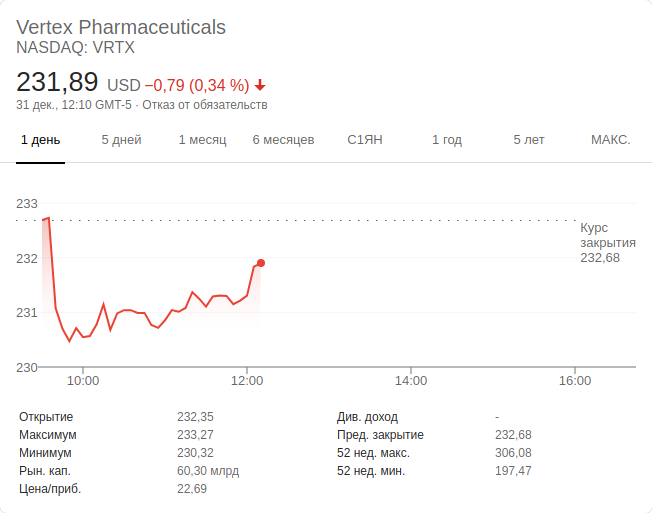 Vertex Pharmaceuticals
NASDAQ: VRTX
231,89 USD −0,79 (0,34 %)
31 дек., 12:10 GMT-5 · Отказ от обязательств
1 день 5 дней 1 месяц 6 месяцев С1ЯН 1 год 5 лет МАКС.
233
Курс
закрытия
232,68
232
231
230
10:00 12:00 14:00 16:00
Открытие 232,35 Див. доход -
Максимум 233,27 Пред. закрытие 232,68
Минимум 230,32 52 нед. макс. 306,08
Рын. кап. 60,30 млрд 52 нед. мин. 197,47
Цена/приб. 22,69